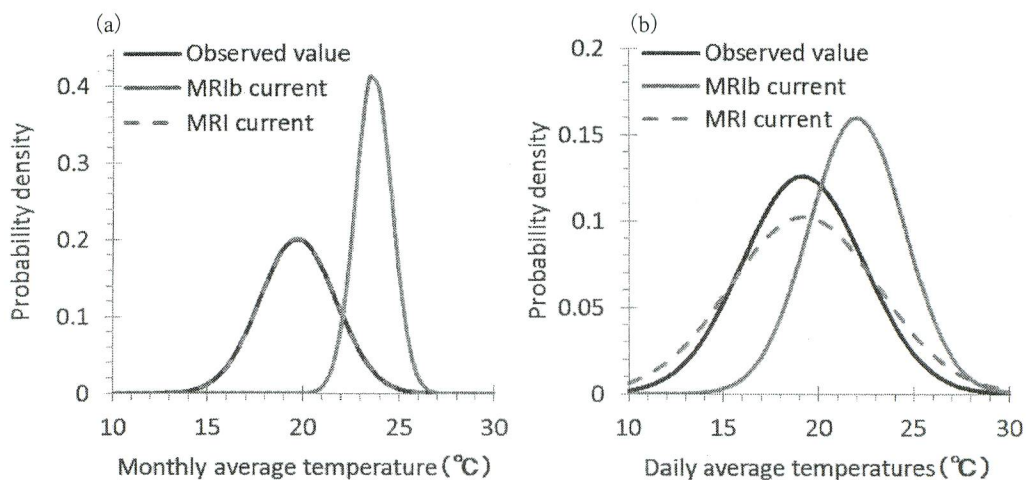 (a)
Observed value
MRIb current
MRI current
0.4
0.3
0.2
0.1
0
Probability density
10 15 20 25 30
Monthly average temperature (℃)
(b)
Observed value
MRIb current
MRI current
0.2
0.15
0.1
0.05
0
Probability density
10 15 20 25 30
Daily average temperatures (℃)